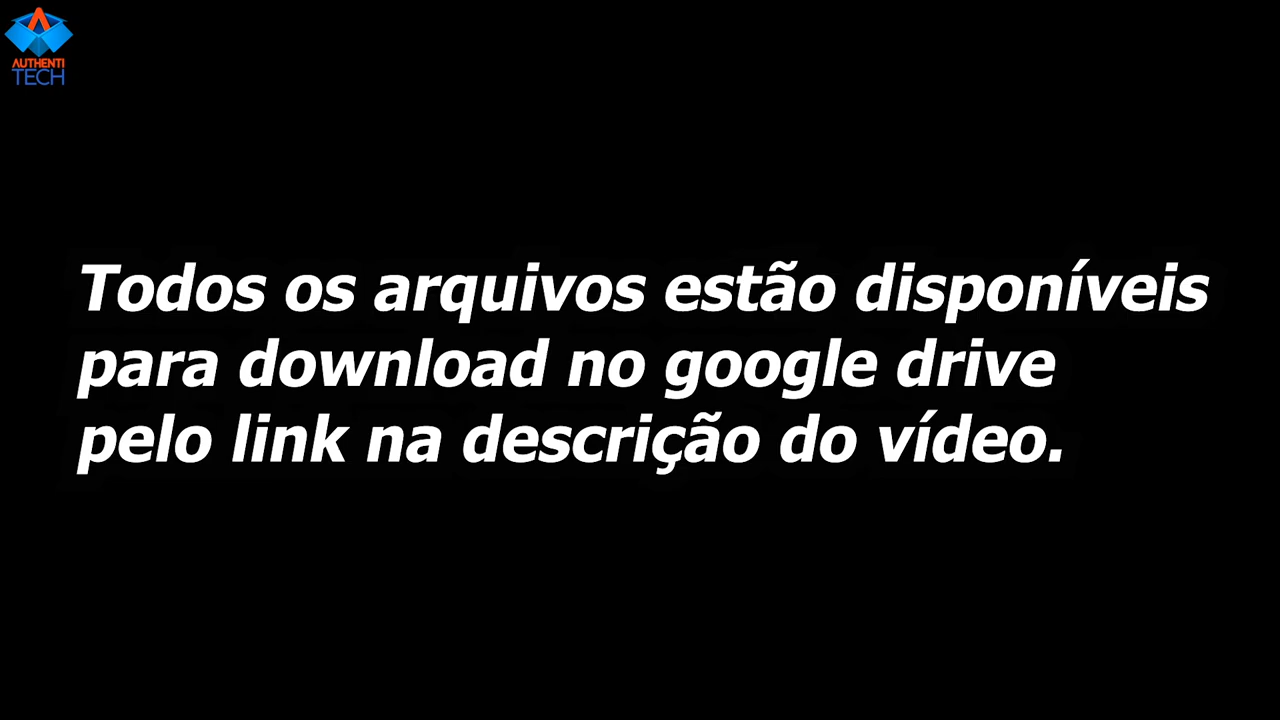 AUTHENTI
TECH
Todos os arquivos estão disponíveis
para download no google drive
pelo link na descrição do vídeo.